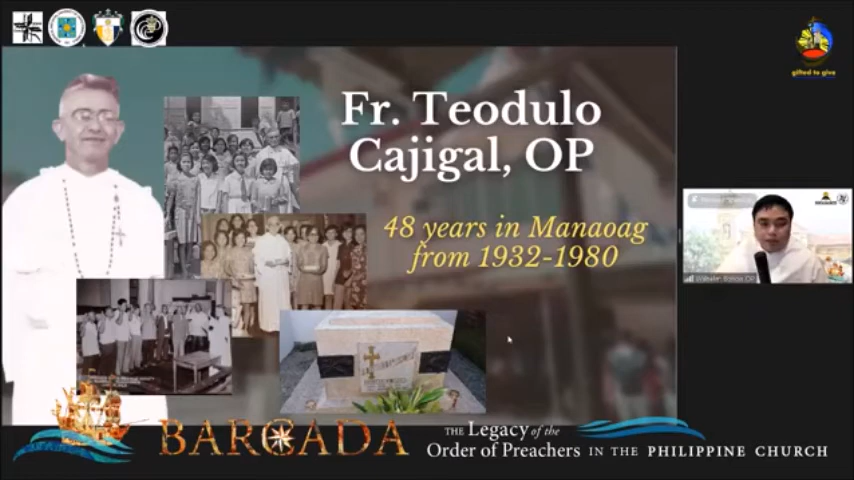 gifted to give
Fr. Teodulo
Cajigal, OP
48 years in Manaoag
from 1932-1980
BARCADA
THE Legacy of the
Order of Preachers IN THE PHILIPPINE CHURCH